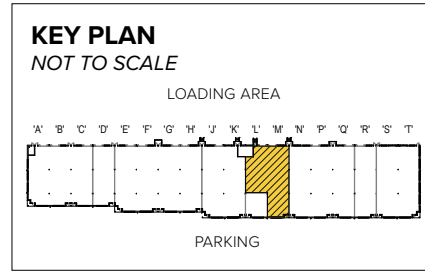 KEY PLAN
NOT TO SCALE
LOADING AREA
'A' 'B' 'C' 'D' 'E' 'F' 'G' 'H' 'J' 'K' 'L' 'M' 'N' 'P' 'Q' 'R' 'S' 'T'
PARKING